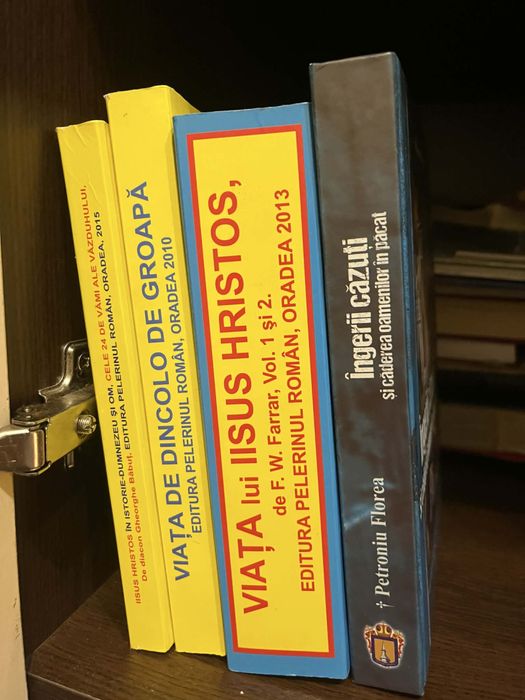 IISUS HRISTOS ÎN ISTORIE-DUMNEZEU ȘI OM. CELE 24 DE VĂMI ALE VĂZDUHULUI.
De diacon Gheorghe Băbuț, EDITURA PELERINUL ROMÂN, ORADEA, 2015
VIAȚA DE DINCOLO DE GROAPĂ
EDITURA PELERINUL ROMÂN, ORADEA 2010
VIAȚA lui IISUS HRISTOS,
de F. W. Farrar, Vol. 1 și 2.
EDITURA PELERINUL ROMÂN, ORADEA 2013
Îngerii căzuți
și căderea oamenilor în păcat
† Petroniu Florea